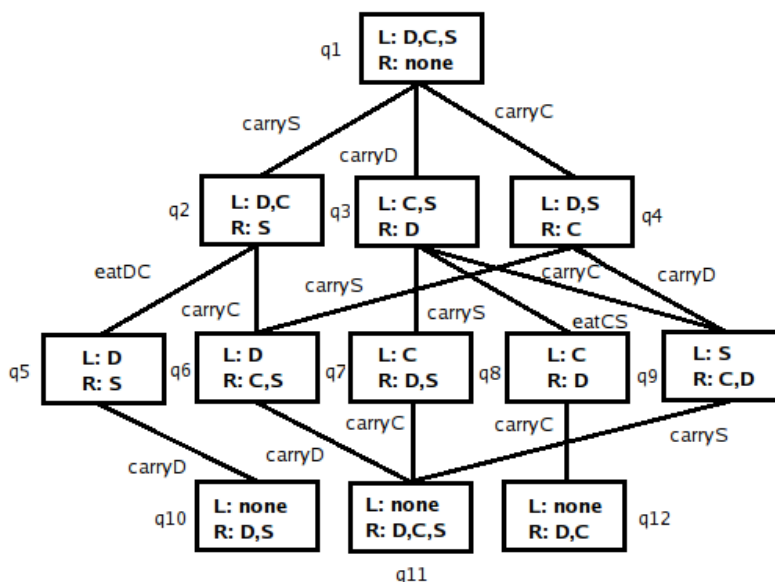 q1
L: D,C,S
R: none
carryS
carryD
carryC
q2
L: D,C
R: S
q3
L: C,S
R: D
L: D,S
R: C
q4
eatDC
carryC
carryS
carryS
eatCS
carryC
carryD
q5
L: D
R: S
q6
L: D
R: C,S
q7
L: C
R: D,S
q8
L: C
R: D
q9
L: S
R: C,D
carryD
carryD
carryC
carryC
carryS
q10
L: none
R: D,S
L: none
R: D,C,S
q11
L: none
R: D,C
q12